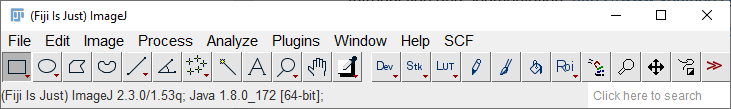 (Fiji Is Just) ImageJ
File Edit Image Process Analyze Plugins Window Help SCF
A Dev Stk LUT Roi >>
(Fiji Is Just) ImageJ 2.3.0/1.53q; Java 1.8.0_172 [64-bit]; Click here to search